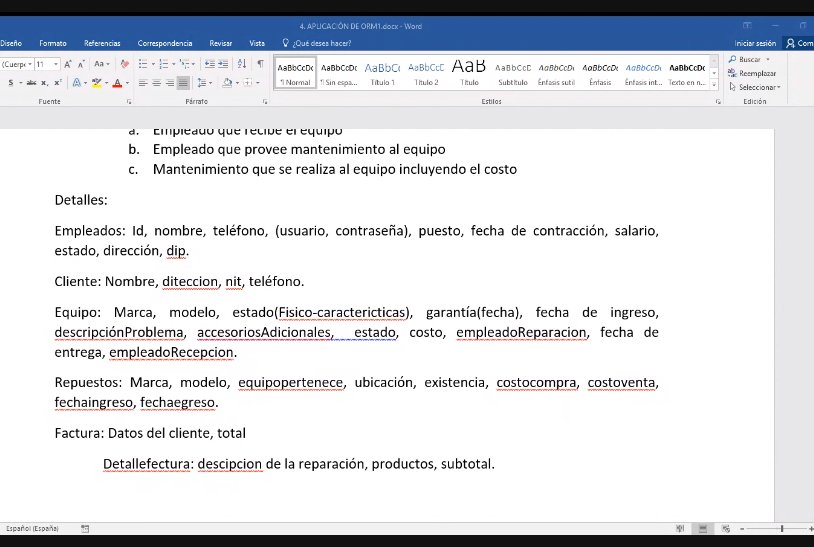 4. APLICACIÓN DE ORM1.docx - Word
Diseño Formato Referencias Correspondencia Revisar Vista ¿Qué desea hacer? Iniciar sesión Com
(Cuerpo 11 Buscar
AaBbCcDc AaBbCcDc AaBbCc AaBbCcC AaB AaBbCcD AaBbCcDc AaBbCcDc AaBbCcDc AaBbCcDc Reemplazar
¶ Normal ¶ Sin espa... Título 1 Título 2 Título Subtítulo Énfasis sutil Énfasis Énfasis int... Texto en n... Seleccionar
Fuente Párrafo Estilos Edición
a. Empleado que recibe el equipo
b. Empleado que provee mantenimiento al equipo
c. Mantenimiento que se realiza al equipo incluyendo el costo
Detalles:
Empleados: Id, nombre, teléfono, (usuario, contraseña), puesto, fecha de contracción, salario,
estado, dirección, dip.
Cliente: Nombre, diteccion, nit, teléfono.
Equipo: Marca, modelo, estado(Fisico-caractericticas), garantía(fecha), fecha de ingreso,
descripciónProblema, accesoriosAdicionales, estado, costo, empleadoReparacion, fecha de
entrega, empleadoRecepcion.
Repuestos: Marca, modelo, equipopertenece, ubicación, existencia, costocompra, costoventa,
fechaingreso, fechaegreso.
Factura: Datos del cliente, total
Detallefectura: descipcion de la reparación, productos, subtotal.
Español (España)